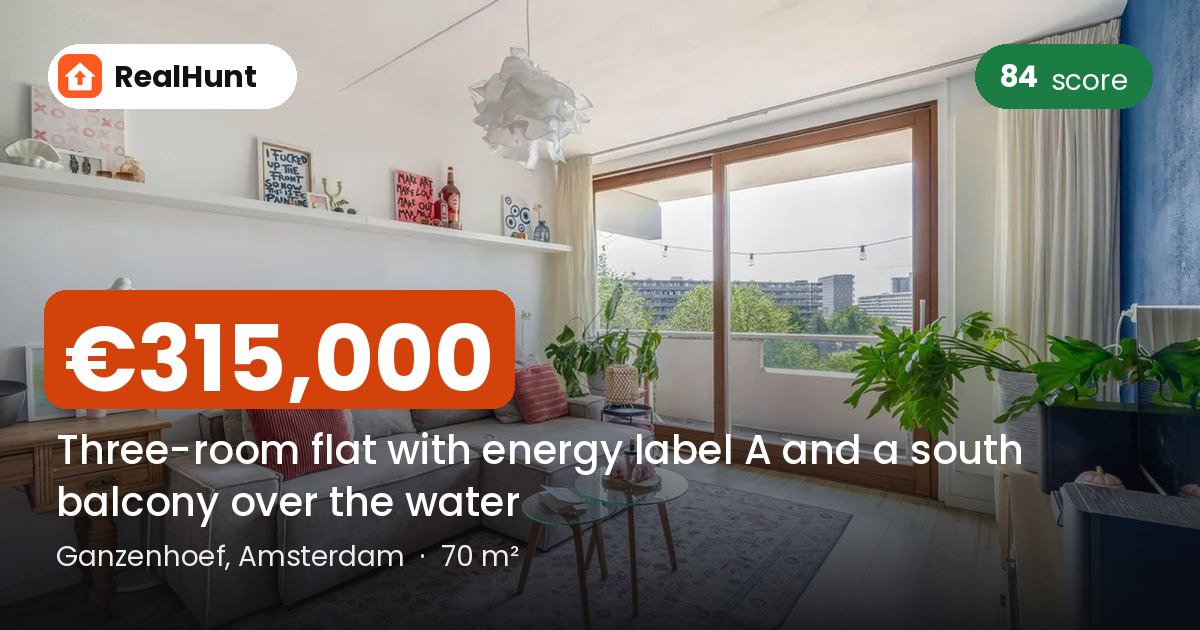 RealHunt
84 score
I FUCKED
UP THE
FRONT
SO NOW
THIS IS THE
PAINTING
MAKE ART
MAKE LOVE
MAKE OUT
€315,000
Three-room flat with energy label A and a south
balcony over the water
Ganzenhoef, Amsterdam · 70 m²